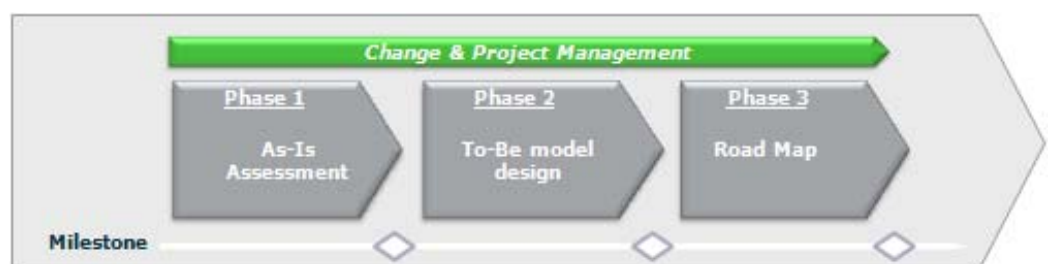 Change & Project Management
Phase 1
As-Is
Assessment
Phase 2
To-Be model
design
Phase 3
Road Map
Milestone